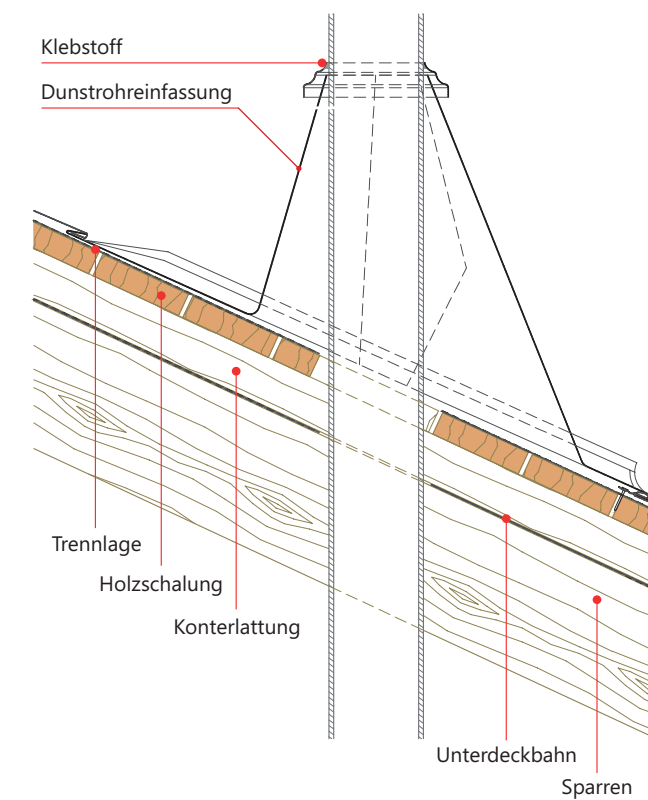 Klebstoff
Dunstrohreinfassung
Trennlage
Holzschalung
Konterlattung
Unterdeckbahn
Sparren